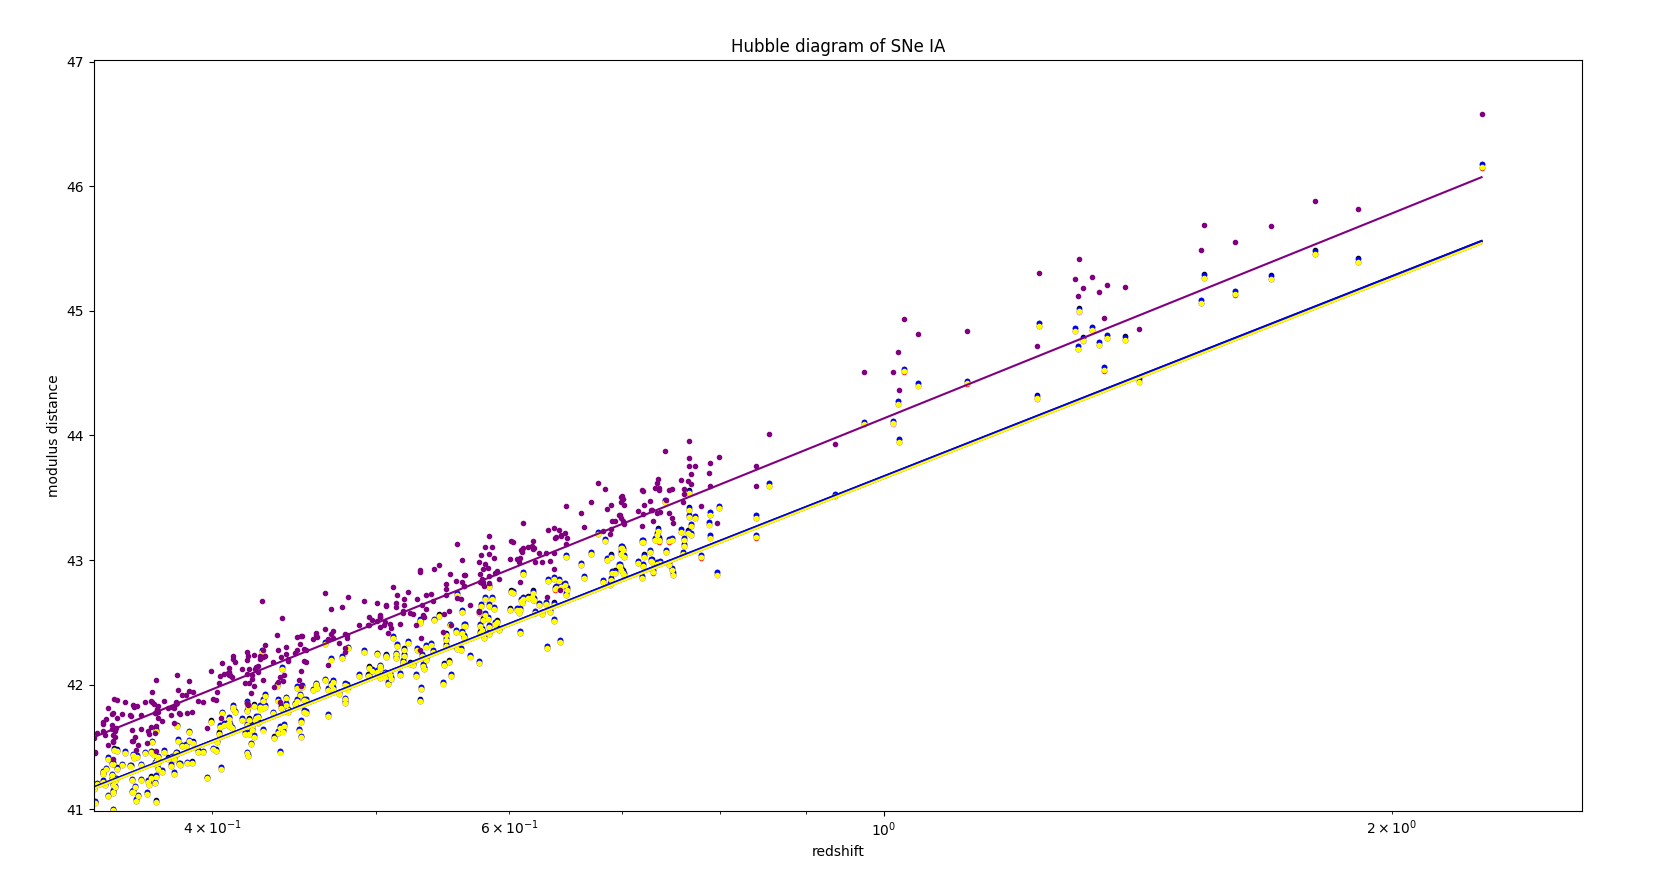 Hubble diagram of SNe IA
47
46
45
44
43
42
41
modulus distance
4 × 10⁻¹
6 × 10⁻¹
10⁰
2 × 10⁰
redshift